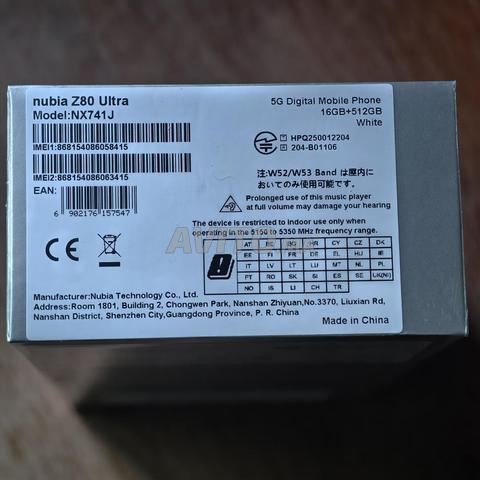 nubia Z80 Ultra
Model:NX741J
5G Digital Mobile Phone
16GB+512GB
White
IMEI1:868154086058415
IMEI2:868154086063415
EAN:
6 902176 157547
HPQ250012204
204-B01106
注:W52/W53 Band は屋内に
おいてのみ使用可能です.
Prolonged use of this music player
at full volume may damage your hearing
The device is restricted to indoor use only when
operating in the 5150 to 5350 MHz frequency range.
AT BE BG HR CY CZ DK
EE FI FR DE EL HU IE
IT LV LT LU MT NL PL
PT RO SK SI ES SE UK(NI)
NO IS LI CH TR
CE
Manufacturer:Nubia Technology Co., Ltd.
Address:Room 1801, Building 2, Chongwen Park, Nanshan Zhiyuan,No.3370, Liuxian Rd,
Nanshan District, Shenzhen City,Guangdong Province, P. R. China
Made in China